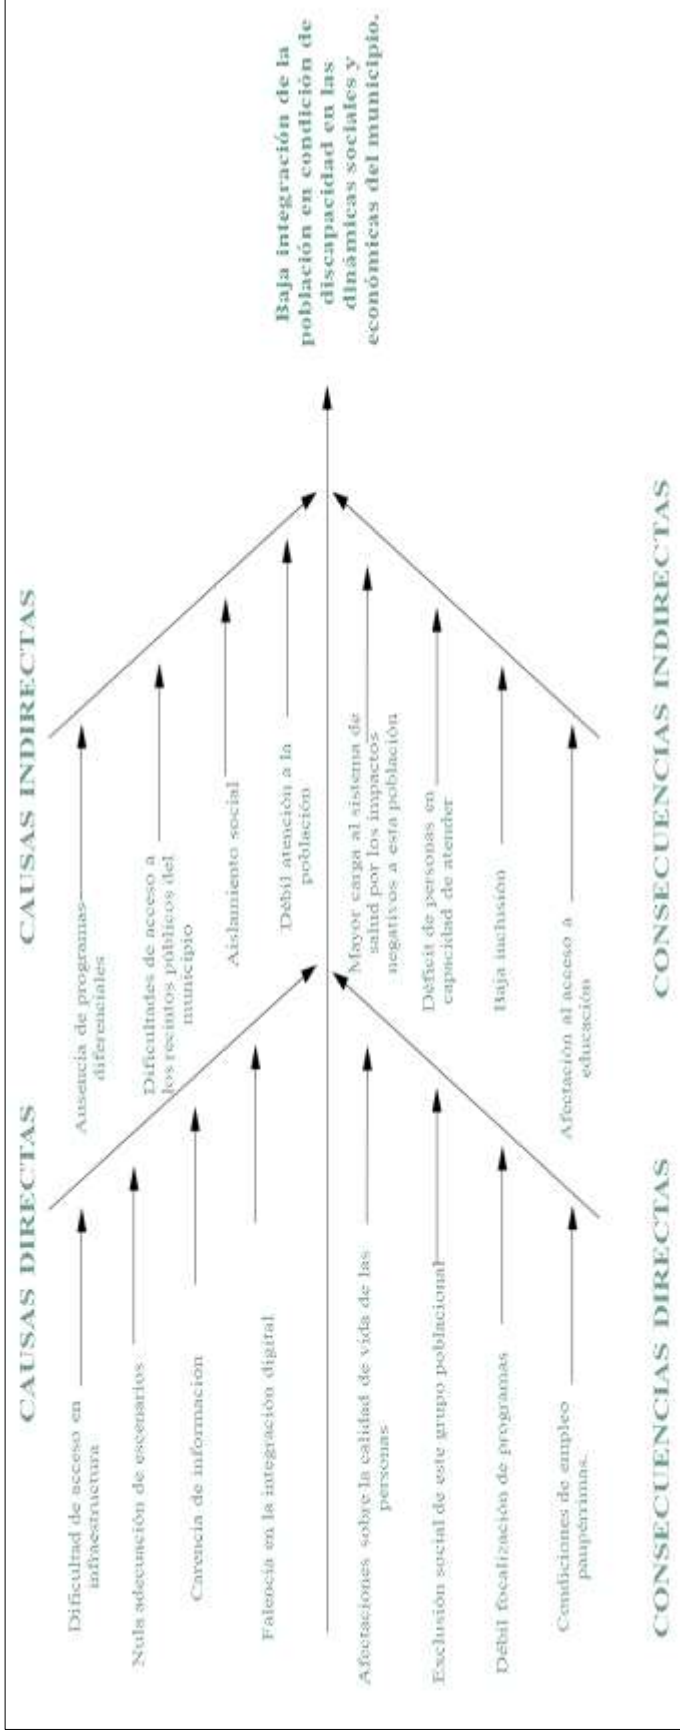 CAUSAS DIRECTAS
Dificultad de acceso en
infraestructura
Nula adecuación de escenarios
Carencia de información
Falencia en la integración digital
CAUSAS INDIRECTAS
Ausencia de programas
diferenciales
Dificultades de acceso a
los recintos públicos del
municipio
Aislamiento social
Débil atención a la
población
Baja integración de la
población en condición de
discapacidad en las
dinámicas sociales y
económicas del municipio.
Afectaciones sobre la calidad de vida de las
personas
Exclusión social de este grupo poblacional
Débil focalización de programas
Condiciones de empleo
paupérrimas.
CONSECUENCIAS DIRECTAS
Mayor carga al sistema de
salud por los impactos
negativos a esta población
Déficit de personas en
capacidad de atender
Baja inclusión
Afectación al acceso a
educación
CONSECUENCIAS INDIRECTAS